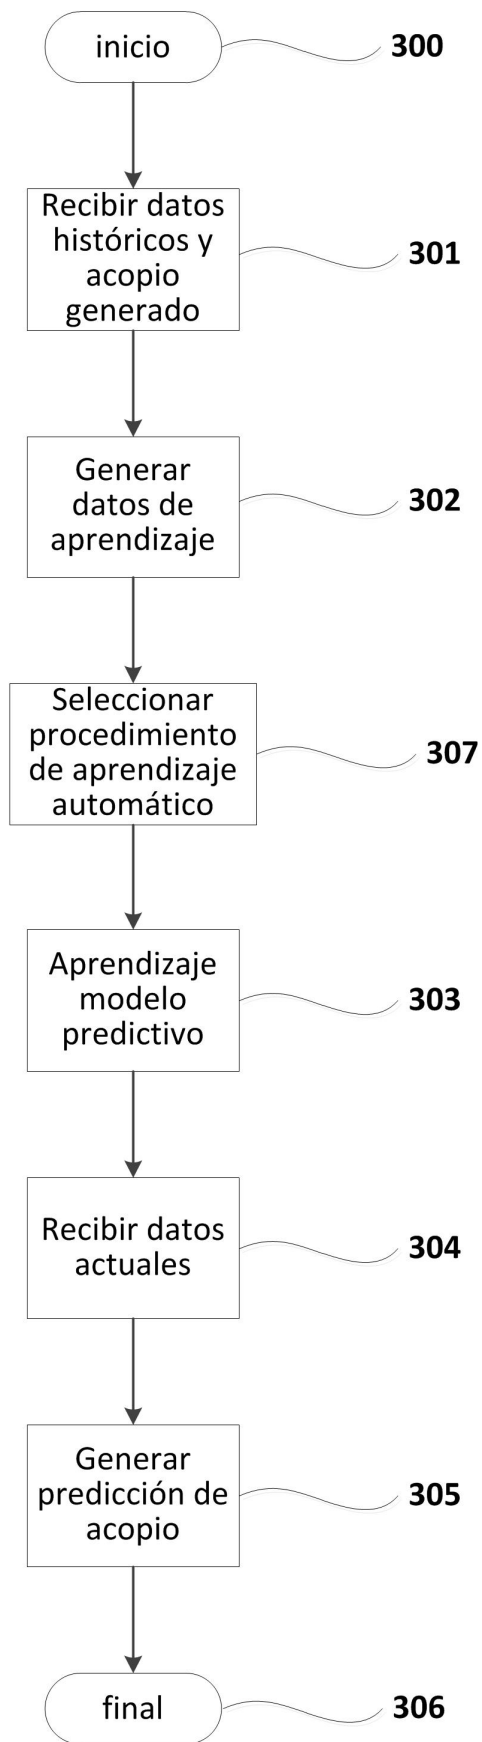 inicio
300
Recibir datos
históricos y
acopio
generado
301
Generar
datos de
aprendizaje
302
Seleccionar
procedimiento
de aprendizaje
automático
307
Aprendizaje
modelo
predictivo
303
Recibir datos
actuales
304
Generar
predicción de
acopio
305
final
306